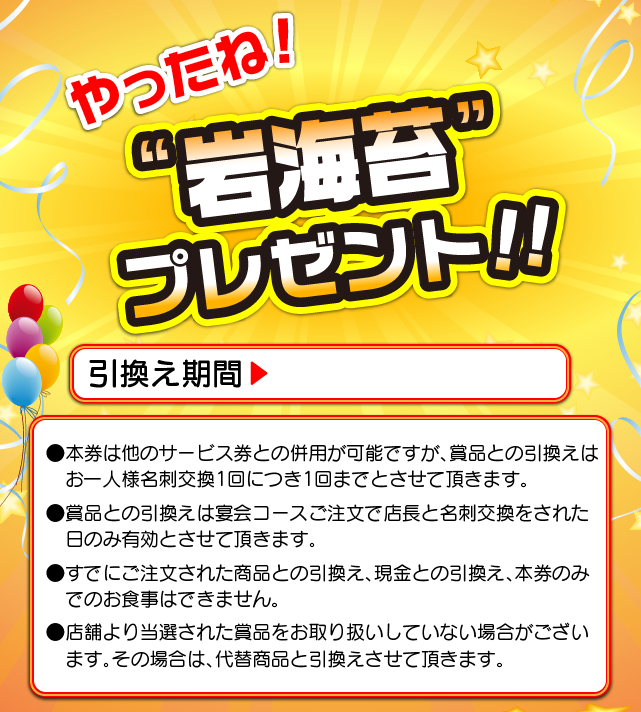 やったね!
“岩海苔”
プレゼント!!
引換え期間▶
●本券は他のサービス券との併用が可能ですが、賞品との引換えは
お一人様名刺交換1回につき1回までとさせて頂きます。
●賞品との引換えは宴会コースご注文で店長と名刺交換をされた
日のみ有効とさせて頂きます。
●すでにご注文された商品との引換え、現金との引換え、本券のみ
でのお食事はできません。
●店舗より当選された賞品をお取り扱いしていない場合がござい
ます。その場合は、代替商品と引換えさせて頂きます。